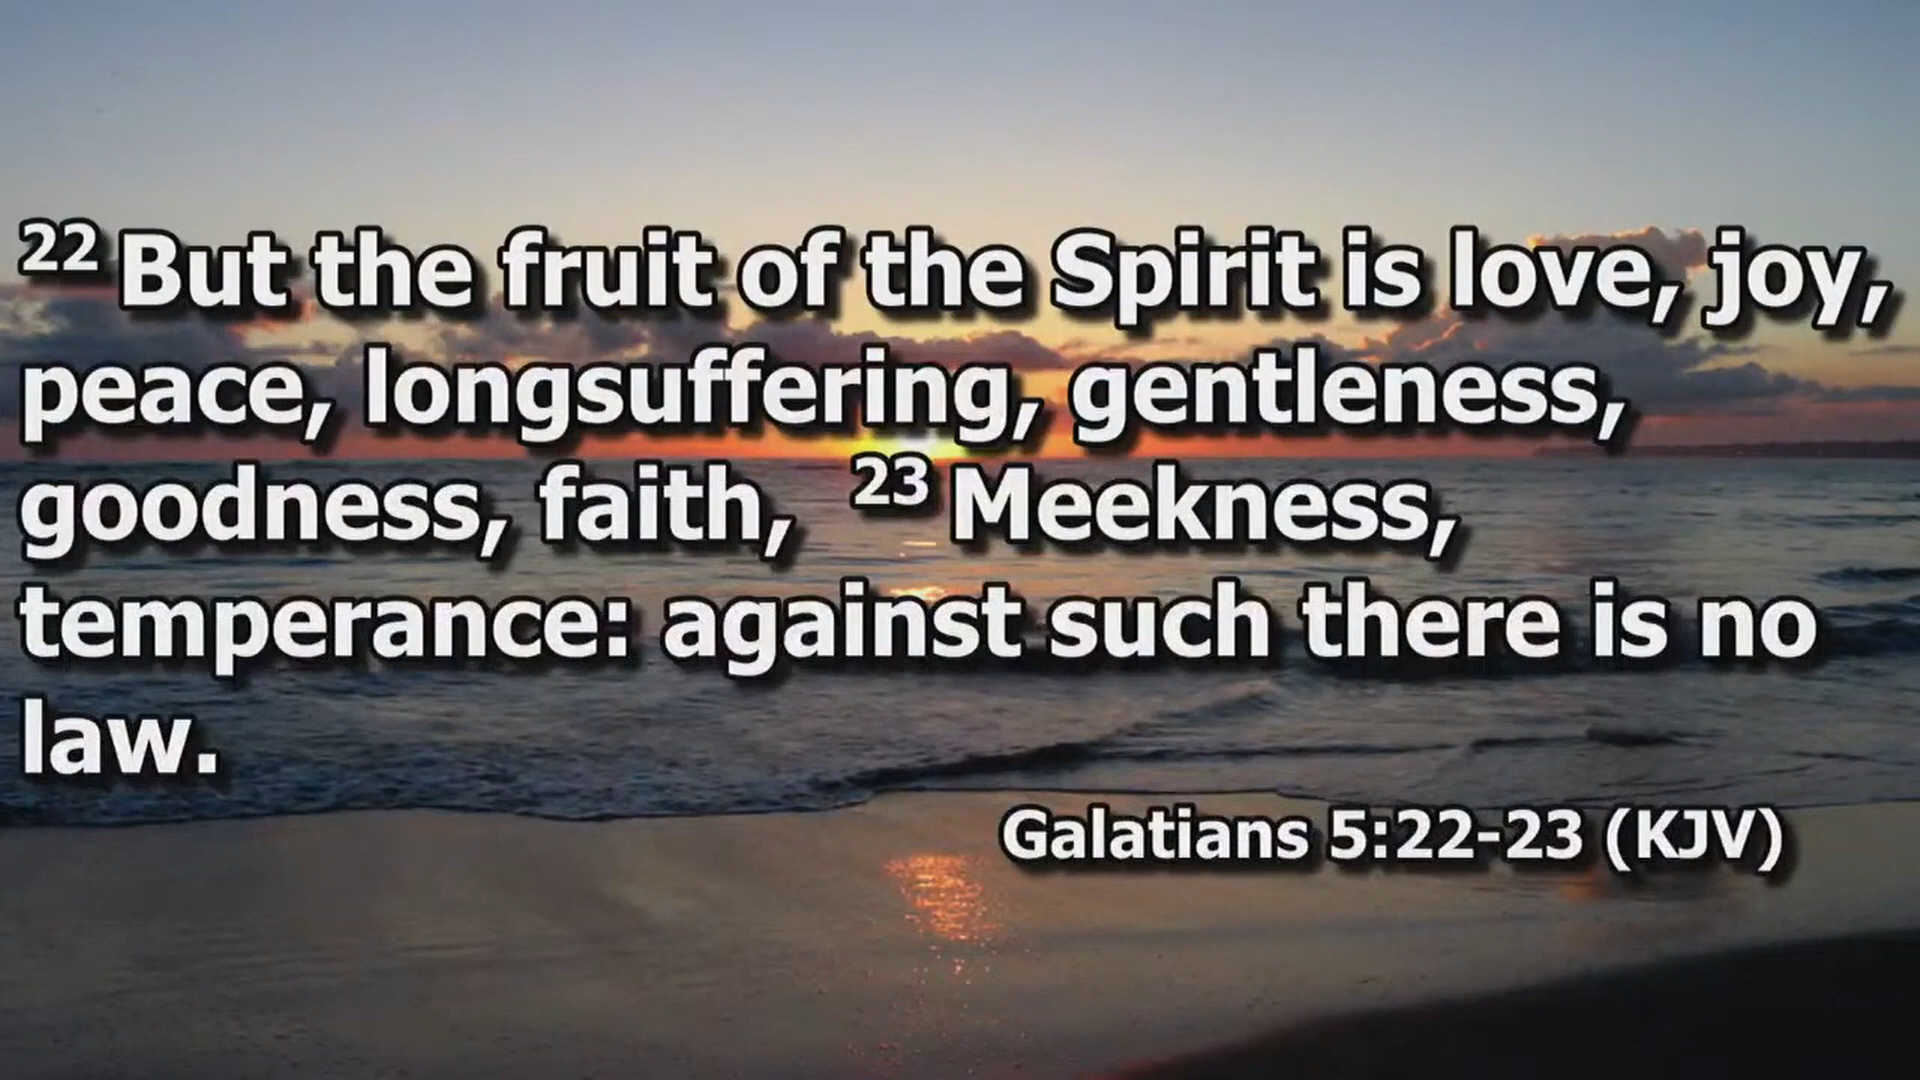 22 But the fruit of the Spirit is love, joy,
peace, longsuffering, gentleness,
goodness, faith, 23 Meekness,
temperance: against such there is no
law.
Galatians 5:22-23 (KJV)